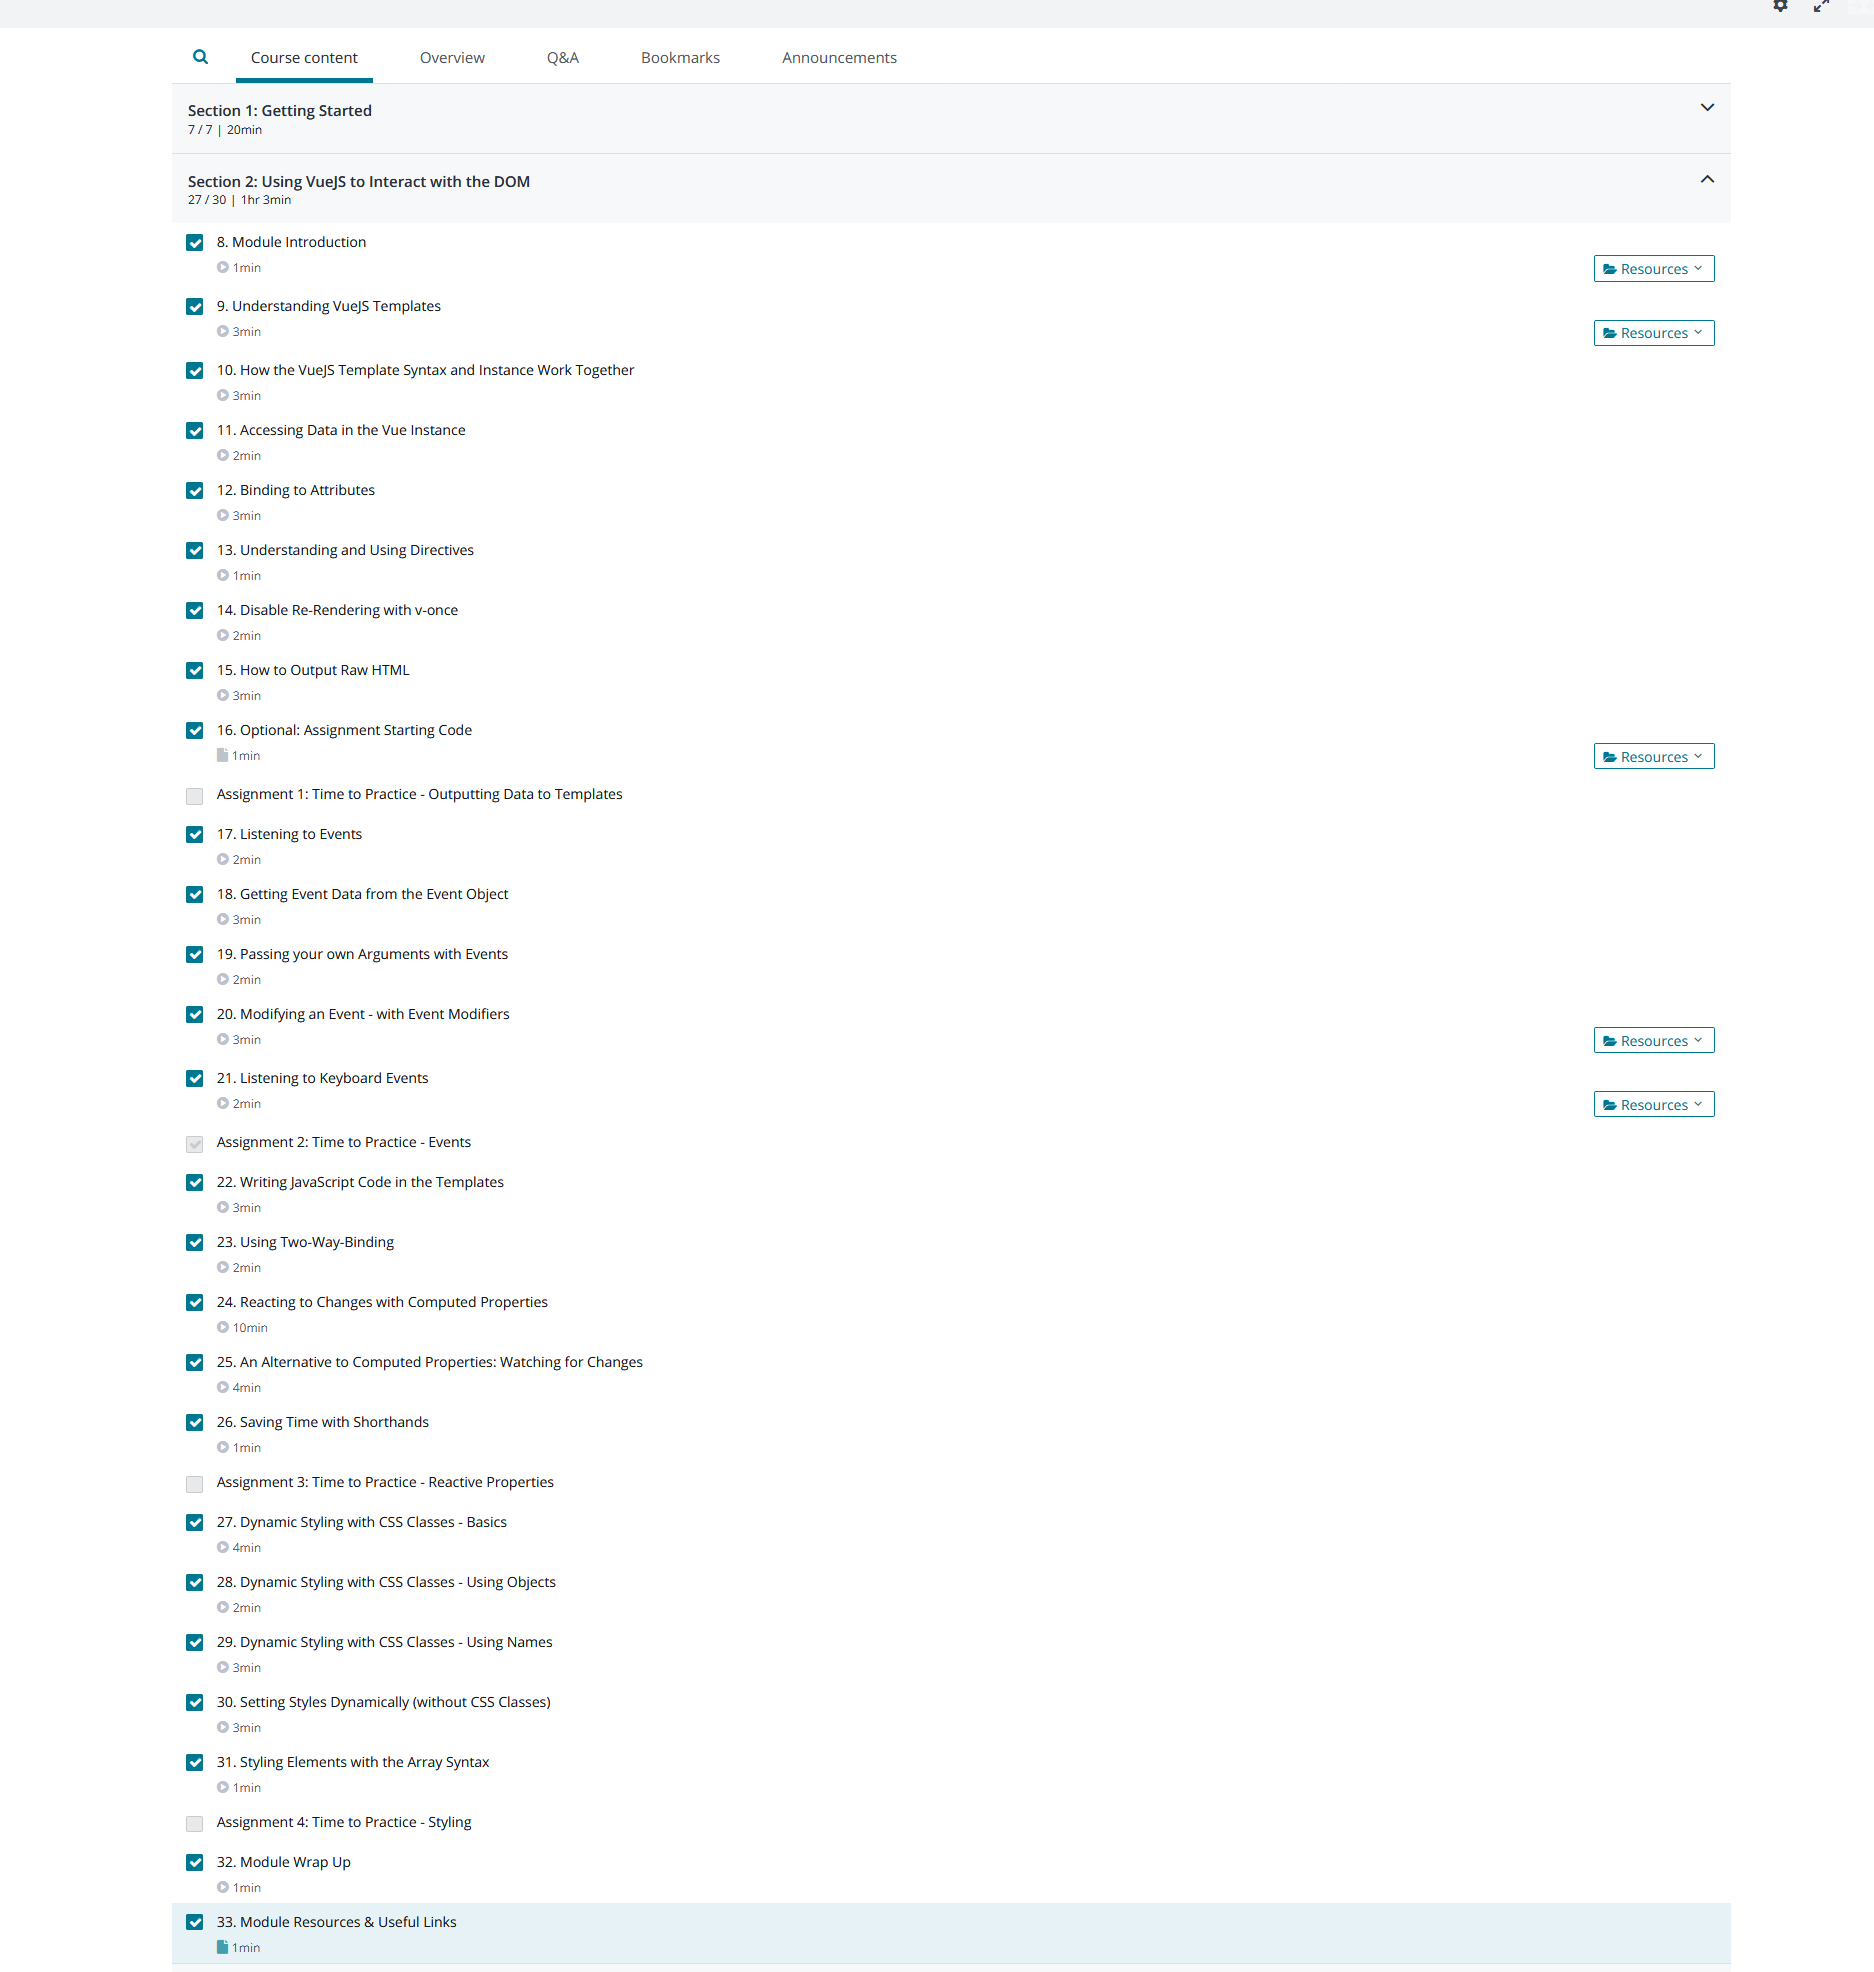 Course content
Overview
Q&A
Bookmarks
Announcements
Section 1: Getting Started
7 / 7 | 20min
Section 2: Using VueJS to Interact with the DOM
27 / 30 | 1hr 3min
8. Module Introduction
1min
Resources
9. Understanding VueJS Templates
3min
Resources
10. How the VueJS Template Syntax and Instance Work Together
3min
11. Accessing Data in the Vue Instance
2min
12. Binding to Attributes
3min
13. Understanding and Using Directives
1min
14. Disable Re-Rendering with v-once
2min
15. How to Output Raw HTML
3min
16. Optional: Assignment Starting Code
1min
Resources
Assignment 1: Time to Practice - Outputting Data to Templates
17. Listening to Events
2min
18. Getting Event Data from the Event Object
3min
19. Passing your own Arguments with Events
2min
20. Modifying an Event - with Event Modifiers
3min
Resources
21. Listening to Keyboard Events
2min
Resources
Assignment 2: Time to Practice - Events
22. Writing JavaScript Code in the Templates
3min
23. Using Two-Way-Binding
2min
24. Reacting to Changes with Computed Properties
10min
25. An Alternative to Computed Properties: Watching for Changes
4min
26. Saving Time with Shorthands
1min
Assignment 3: Time to Practice - Reactive Properties
27. Dynamic Styling with CSS Classes - Basics
4min
28. Dynamic Styling with CSS Classes - Using Objects
2min
29. Dynamic Styling with CSS Classes - Using Names
3min
30. Setting Styles Dynamically (without CSS Classes)
3min
31. Styling Elements with the Array Syntax
1min
Assignment 4: Time to Practice - Styling
32. Module Wrap Up
1min
33. Module Resources & Useful Links
1min